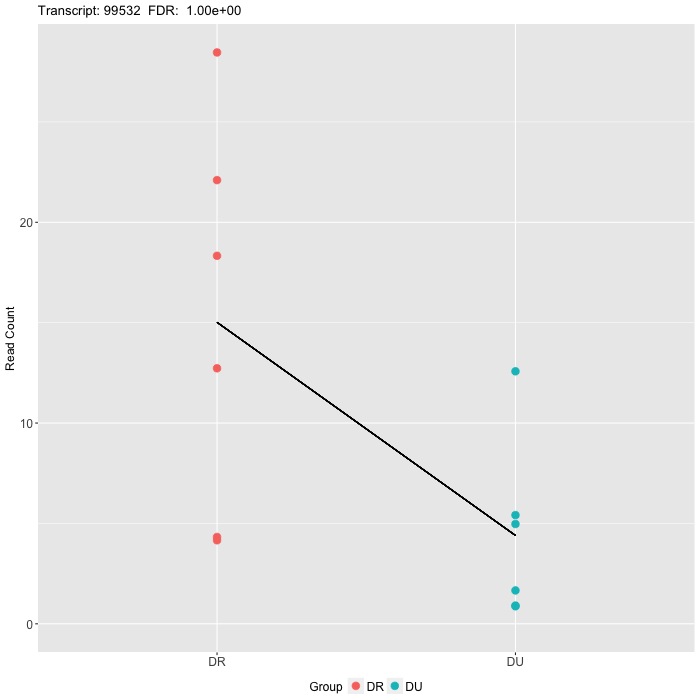 Transcript: 99532 FDR: 1.00e+00
Read Count
20
10
0
DR DU
Group DR DU